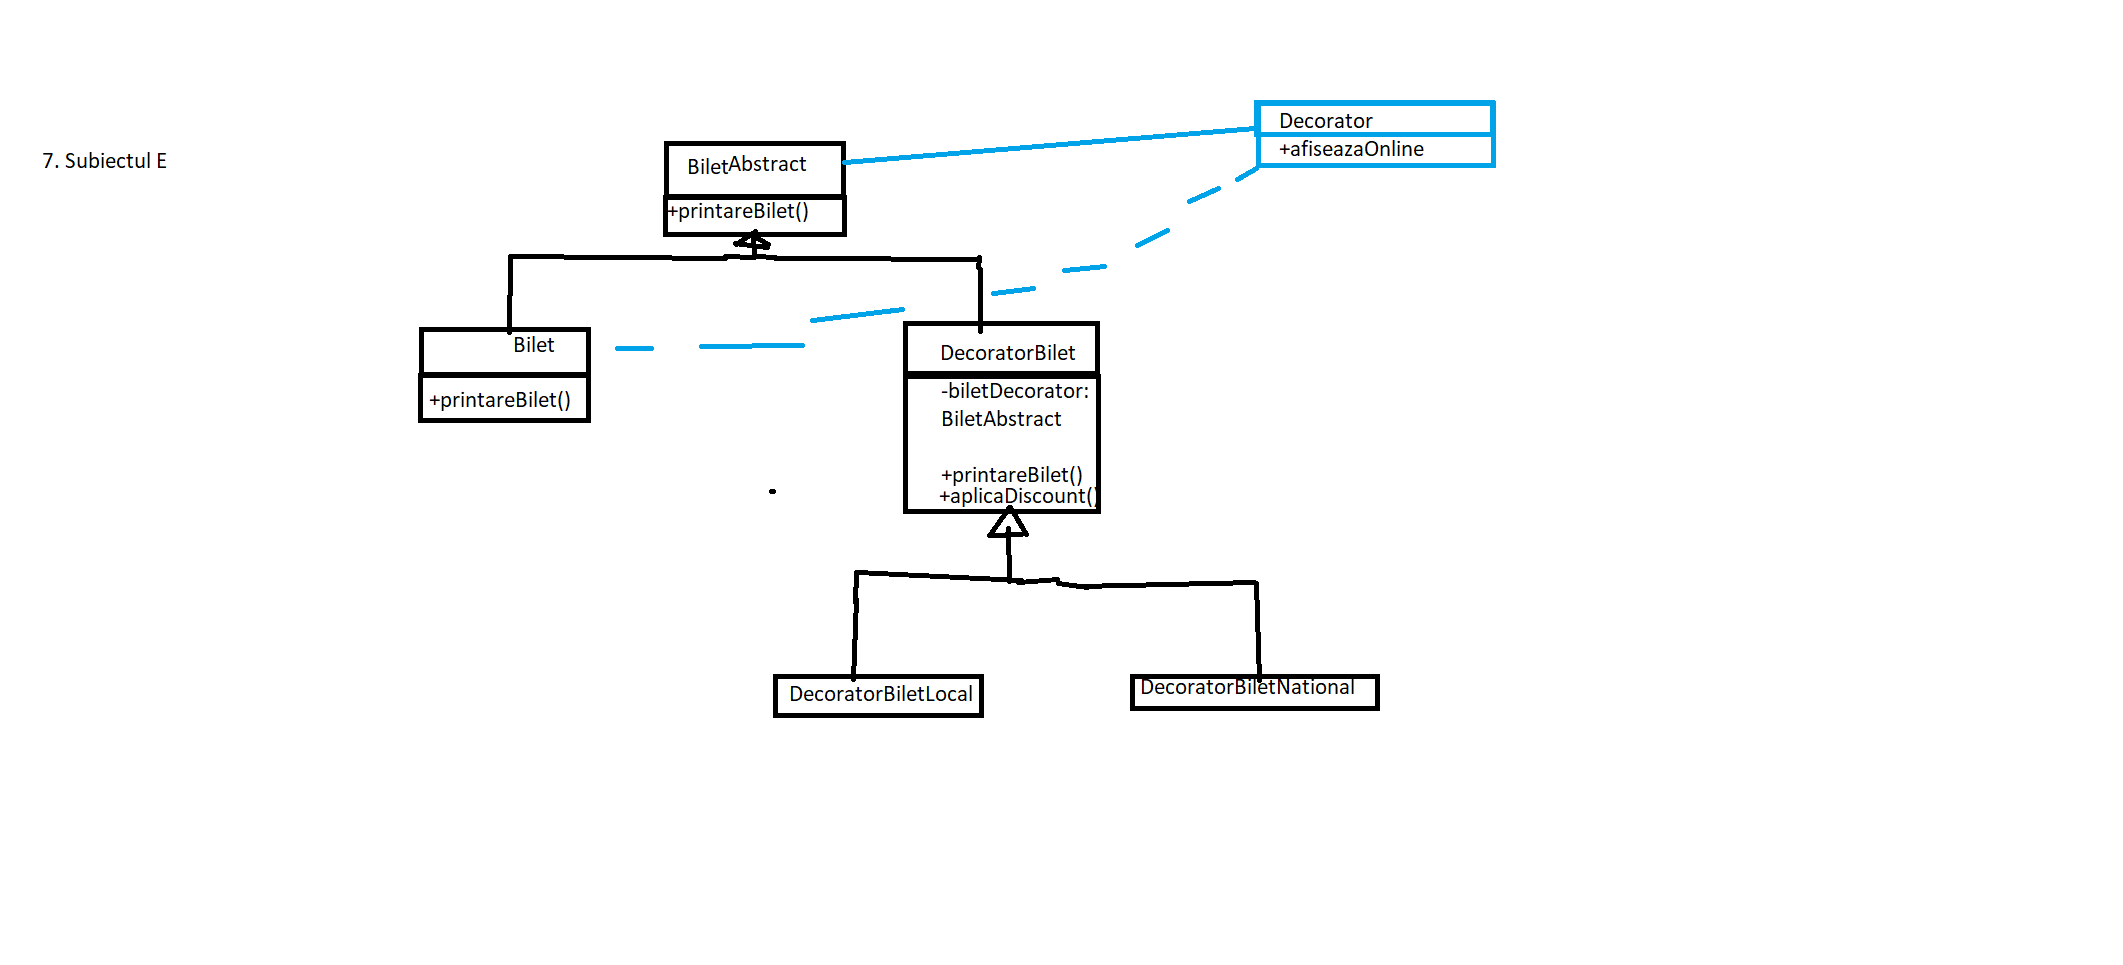 7. Subiectul E
Decorator
+afiseazaOnline
BiletAbstract
+printareBilet()
Bilet
+printareBilet()
DecoratorBilet
-biletDecorator:
BiletAbstract
+printareBilet()
+aplicaDiscount()
DecoratorBiletLocal
DecoratorBiletNational